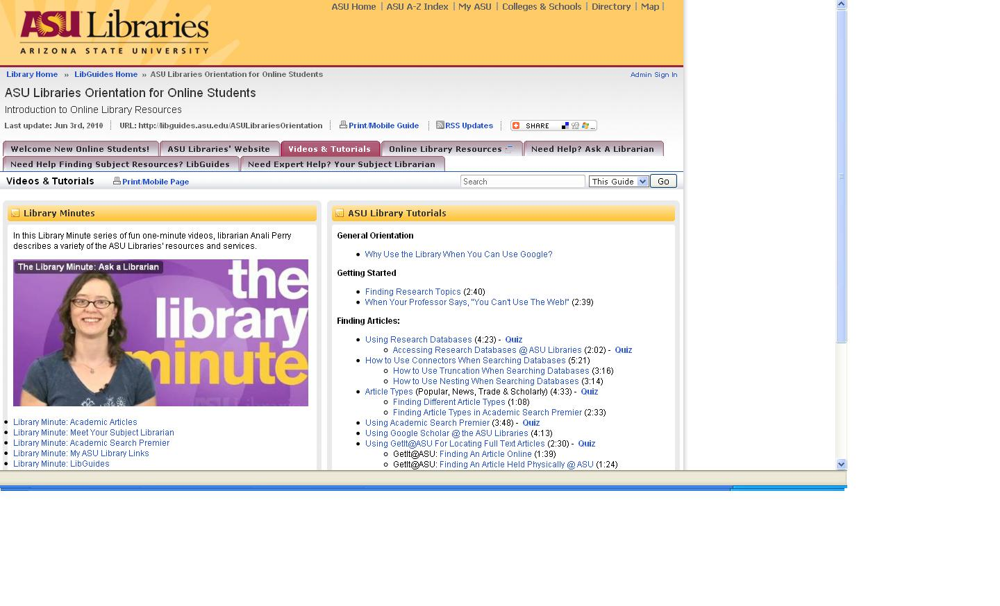 ASU Home | ASU A-Z Index | My ASU | Colleges & Schools | Directory | Map |
ASU Libraries
ARIZONA STATE UNIVERSITY
Library Home » LibGuides Home » ASU Libraries Orientation for Online Students
Admin Sign In
ASU Libraries Orientation for Online Students
Introduction to Online Library Resources
Last update: Jun 3rd, 2010 URL: http://libguides.asu.edu/ASULibrariesOrientation Print/Mobile Guide RSS Updates SHARE ...
Welcome New Online Students! ASU Libraries' Website Videos & Tutorials Online Library Resources Need Help? Ask A Librarian
Need Help Finding Subject Resources? LibGuides Need Expert Help? Your Subject Librarian
Videos & Tutorials Print/Mobile Page Search This Guide Go
Library Minutes
In this Library Minute series of fun one-minute videos, librarian Anali Perry
describes a variety of the ASU Libraries' resources and services.
The Library Minute: Ask a Librarian
the
library
minute
ASU Libraries
Library Minute: Academic Articles
Library Minute: Meet Your Subject Librarian
Library Minute: Academic Search Premier
Library Minute: My ASU Library Links
Library Minute: LibGuides
ASU Library Tutorials
General Orientation
Why Use the Library When You Can Use Google?
Getting Started
Finding Research Topics (2:40)
When Your Professor Says, "You Can't Use The Web!" (2:39)
Finding Articles:
Using Research Databases (4:23) - Quiz
Accessing Research Databases @ ASU Libraries (2:02) - Quiz
How to Use Connectors When Searching Databases (5:21)
How to Use Truncation When Searching Databases (3:16)
How to Use Nesting When Searching Databases (3:14)
Article Types (Popular, News, Trade & Scholarly) (4:33) - Quiz
Finding Different Article Types (1:08)
Finding Article Types in Academic Search Premier (2:33)
Using Academic Search Premier (3:48) - Quiz
Using Google Scholar @ the ASU Libraries (4:13)
Using GetIt@ASU For Locating Full Text Articles (2:30) - Quiz
GetIt@ASU: Finding An Article Online (1:39)
GetIt@ASU: Finding An Article Held Physically @ ASU (1:24)